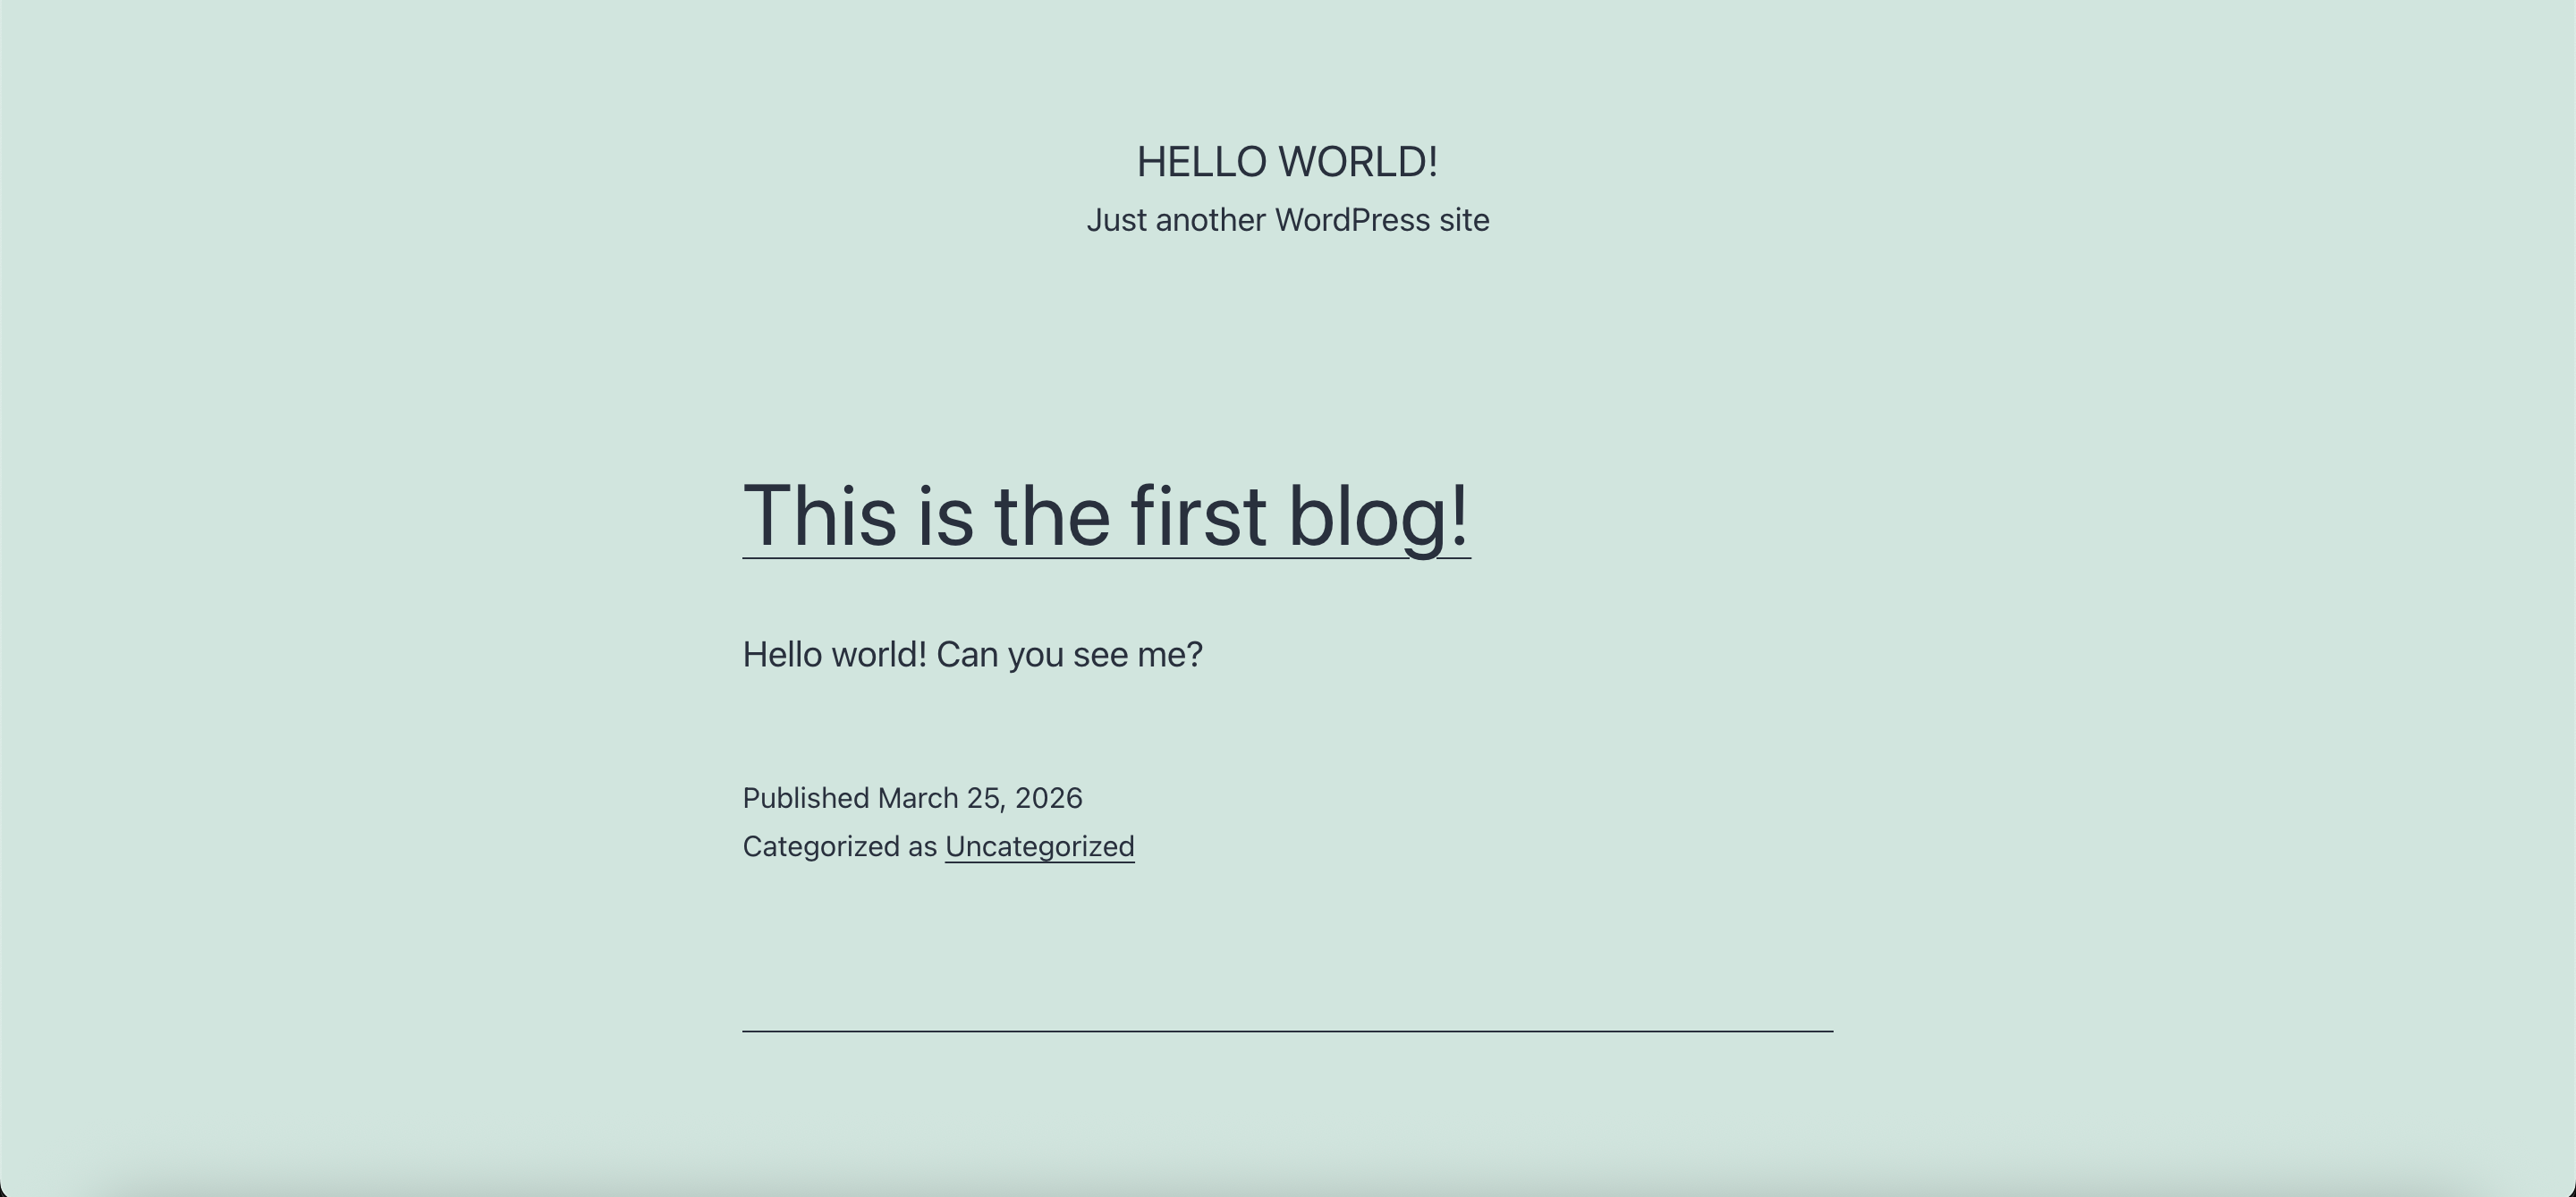 HELLO WORLD!
Just another WordPress site
This is the first blog!
Hello world! Can you see me?
Published March 25, 2026
Categorized as Uncategorized